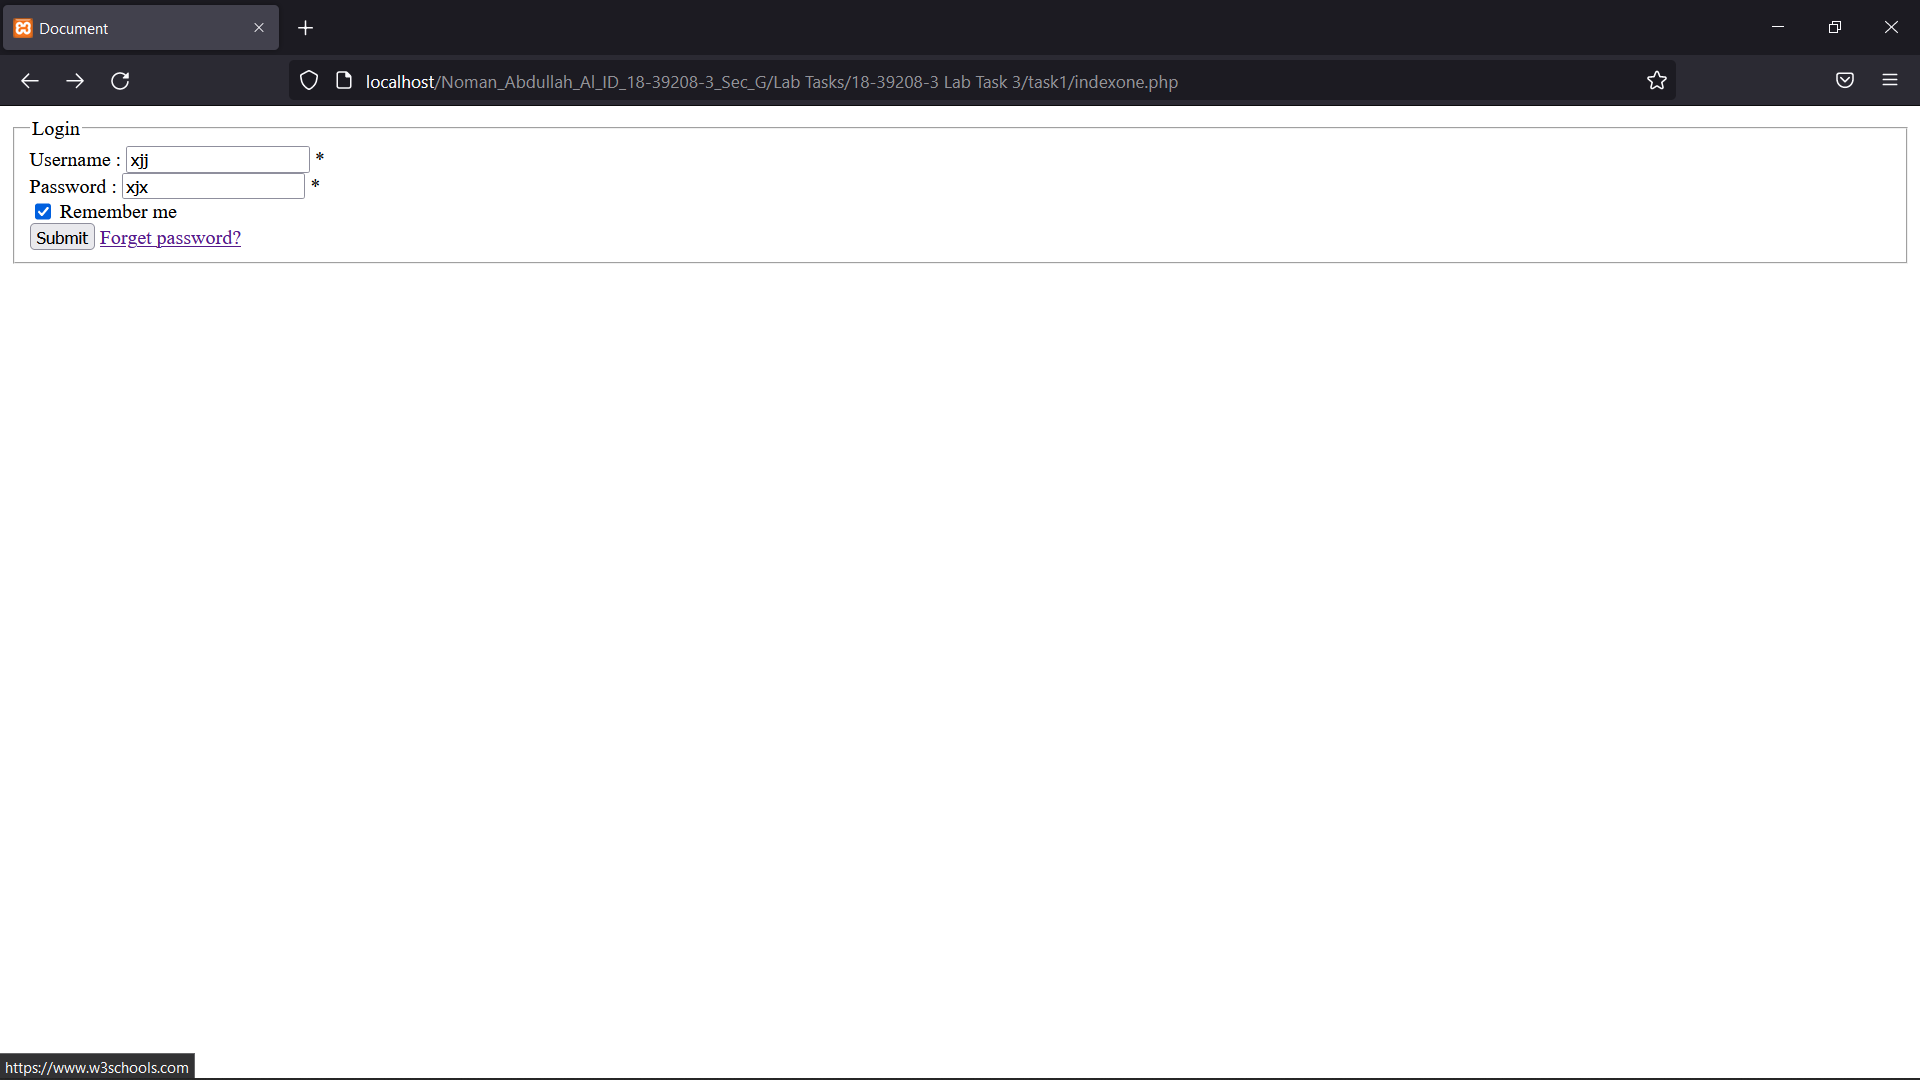 Document
localhost/Noman_Abdullah_Al_ID_18-39208-3_Sec_G/Lab Tasks/18-39208-3 Lab Task 3/task1/indexone.php
Login
Username : xjj *
Password : xjx *
Remember me
Submit Forget password?
https://www.w3schools.com